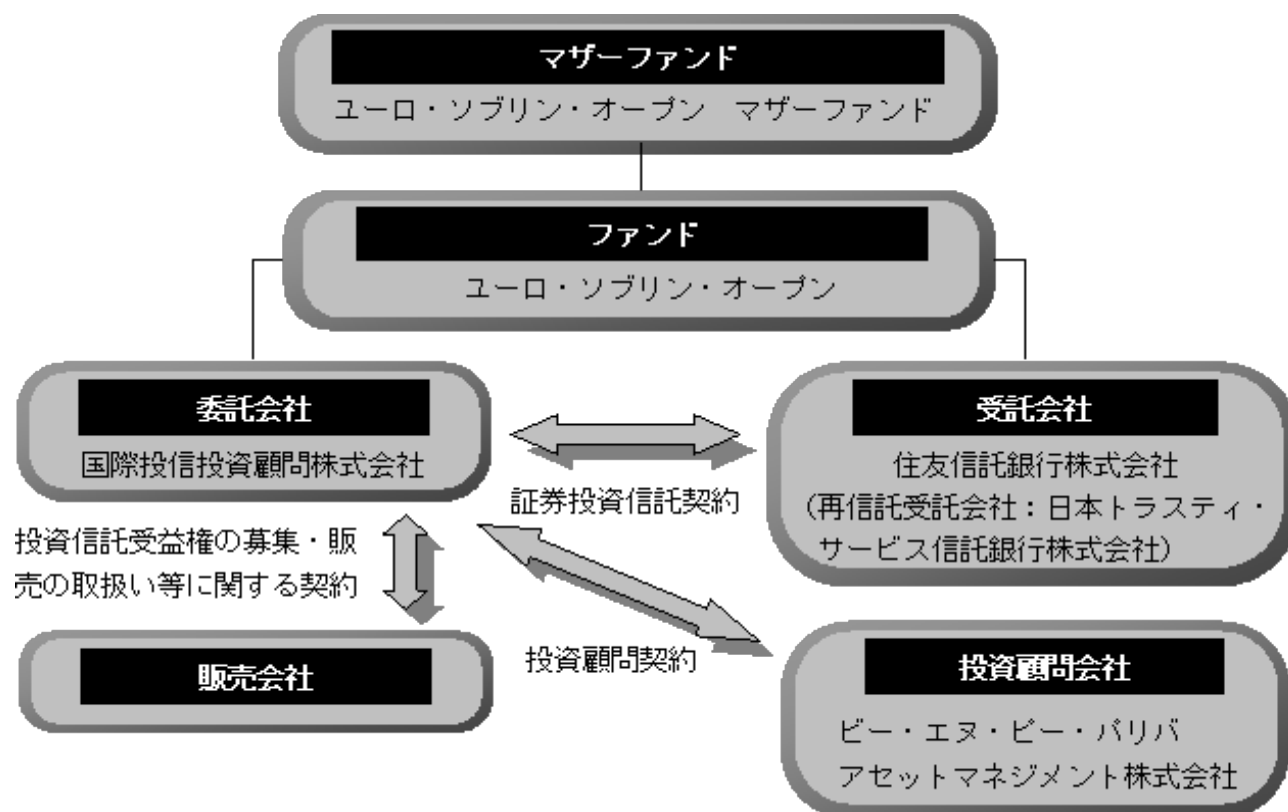 マザーファンド
ユーロ・ソブリン・オープン　マザーファンド
ファンド
ユーロ・ソブリン・オープン
委託会社
国際投信投資顧問株式会社
受託会社
住友信託銀行株式会社
（再信託受託会社：日本トラスティ・
サービス信託銀行株式会社）
証券投資信託契約
投資信託受益権の募集・販
売の取扱い等に関する契約
投資顧問契約
販売会社
投資顧問会社
ビー・エヌ・ピー・パリバ
アセットマネジメント株式会社